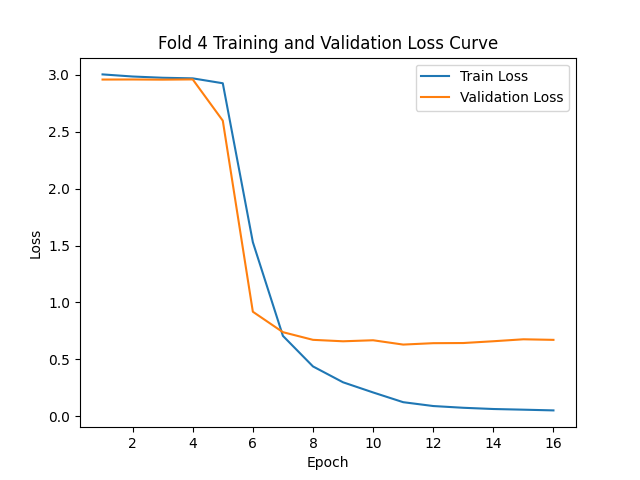 Fold 4 Training and Validation Loss Curve
Train Loss
Validation Loss
3.0
2.5
2.0
1.5
1.0
0.5
0.0
Loss
2 4 6 8 10 12 14 16
Epoch